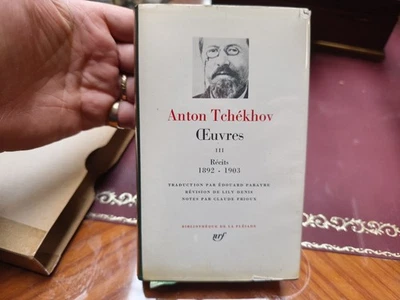 Anton Tchékhov
Œuvres
III
Récits
1892 - 1903
TRADUCTION PAR ÉDOUARD PARAYRE
RÉVISION DE LILY DENIS
NOTES PAR CLAUDE FRIOUX
BIBLIOTHÈQUE DE LA PLÉIADE
nrf